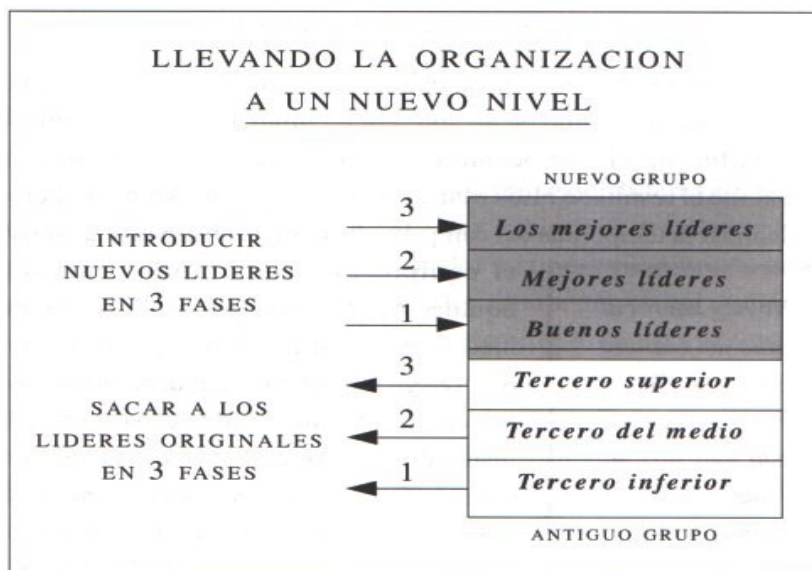 LLEVANDO LA ORGANIZACION
A UN NUEVO NIVEL
NUEVO GRUPO
INTRODUCIR
NUEVOS LIDERES
EN 3 FASES
3
Los mejores líderes
2
Mejores líderes
1
Buenos líderes
SACAR A LOS
LIDERES ORIGINALES
EN 3 FASES
3
Tercero superior
2
Tercero del medio
1
Tercero inferior
ANTIGUO GRUPO